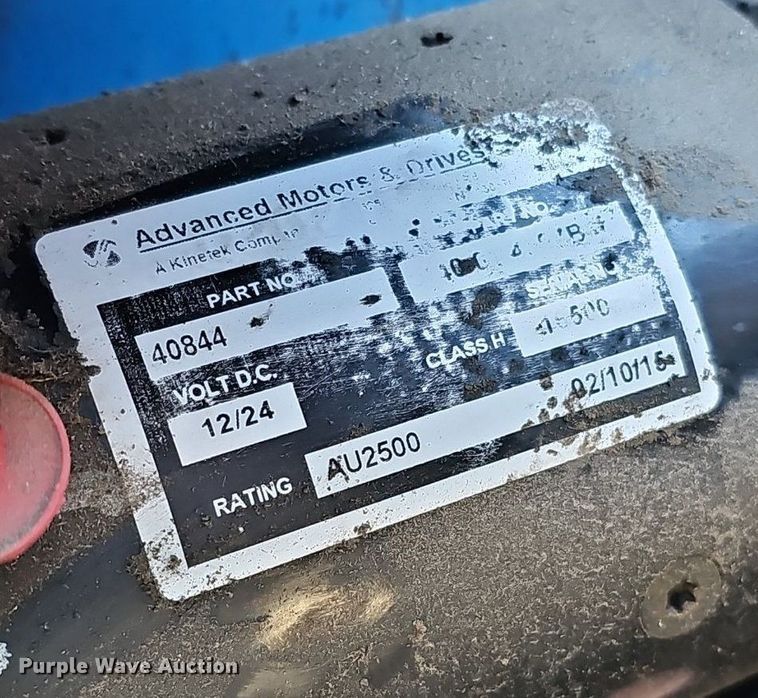 Advanced Motors & Drives
A Kinetek
PART NO.
40844
VOLT D.C.
12/24
CLASS H
RATING
AU2500
02/10/15
Purple Wave Auction